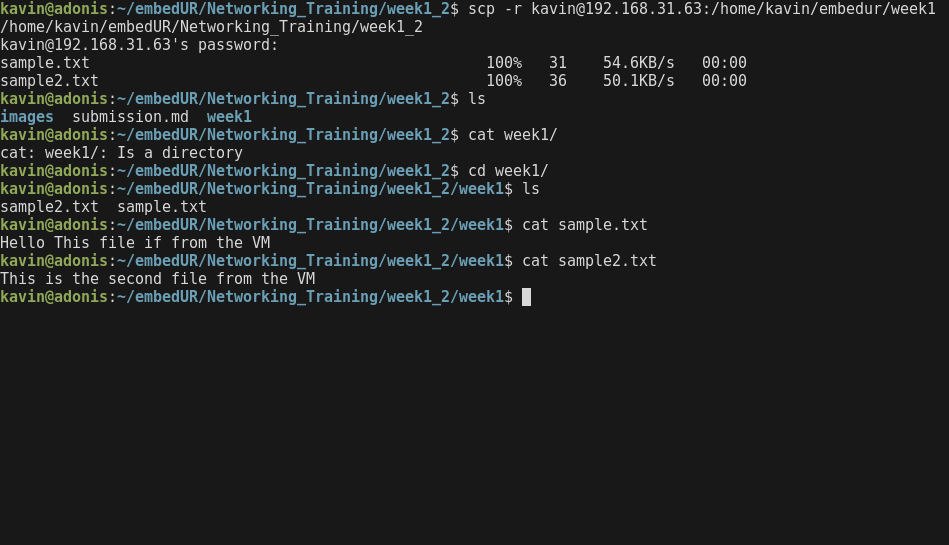 kavin@adonis:~/embedUR/Networking_Training/week1_2$ scp -r kavin@192.168.31.63:/home/kavin/embedur/week1
/home/kavin/embedUR/Networking_Training/week1_2
kavin@192.168.31.63's password:
sample.txt 100% 31 54.6KB/s 00:00
sample2.txt 100% 36 50.1KB/s 00:00
kavin@adonis:~/embedUR/Networking_Training/week1_2$ ls
images submission.md week1
kavin@adonis:~/embedUR/Networking_Training/week1_2$ cat week1/
cat: week1/: Is a directory
kavin@adonis:~/embedUR/Networking_Training/week1_2$ cd week1/
kavin@adonis:~/embedUR/Networking_Training/week1_2/week1$ ls
sample2.txt sample.txt
kavin@adonis:~/embedUR/Networking_Training/week1_2/week1$ cat sample.txt
Hello This file if from the VM
kavin@adonis:~/embedUR/Networking_Training/week1_2/week1$ cat sample2.txt
This is the second file from the VM
kavin@adonis:~/embedUR/Networking_Training/week1_2/week1$